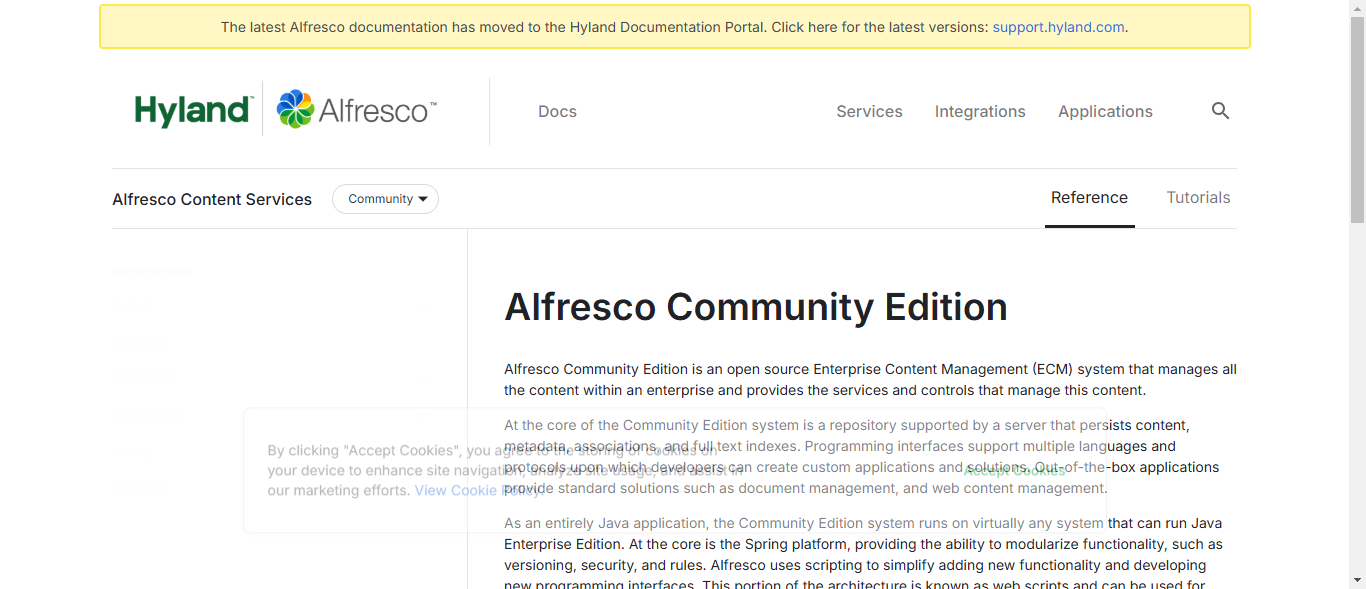 The latest Alfresco documentation has moved to the Hyland Documentation Portal. Click here for the latest versions: support.hyland.com.
Hyland™ Alfresco™
Docs
Services
Integrations
Applications
Alfresco Content Services
Community
Reference
Tutorials
Introduction
Alfresco Community Edition
Alfresco Community Edition is an open source Enterprise Content Management (ECM) system that manages all
the content within an enterprise and provides the services and controls that manage this content.
At the core of the Community Edition system is a repository supported by a server that persists content,
metadata, associations, and full text indexes. Programming interfaces support multiple languages and
protocols upon which developers can create custom applications and solutions. Out-of-the-box applications
provide standard solutions such as document management, and web content management.
As an entirely Java application, the Community Edition system runs on virtually any system that can run Java
Enterprise Edition. At the core is the Spring platform, providing the ability to modularize functionality, such as
versioning, security, and rules. Alfresco uses scripting to simplify adding new functionality and developing
new programming interfaces. This portion of the architecture is known as web scripts and can be used for
By clicking "Accept Cookies", you agree to the storing of cookies on
your device to enhance site navigation, analyze site usage, and assist in
our marketing efforts. View Cookie Policy.
Accept Cookies